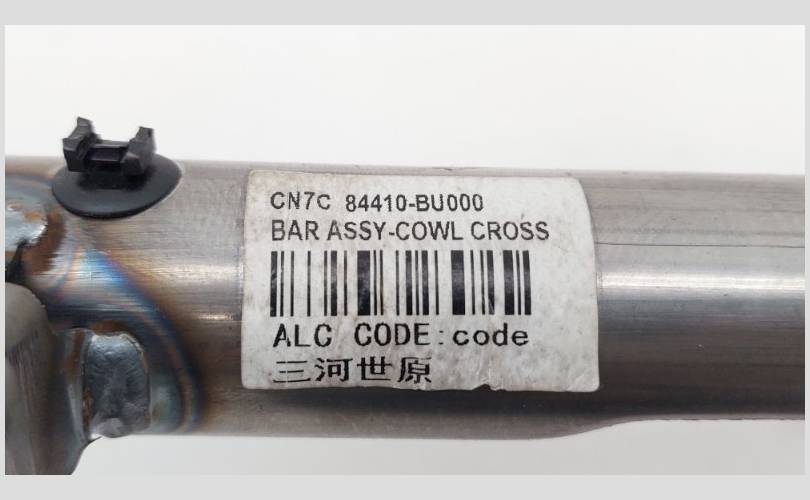 CN7C 84410-BU000
BAR ASSY-COWL CROSS
ALC CODE:code
三河世原